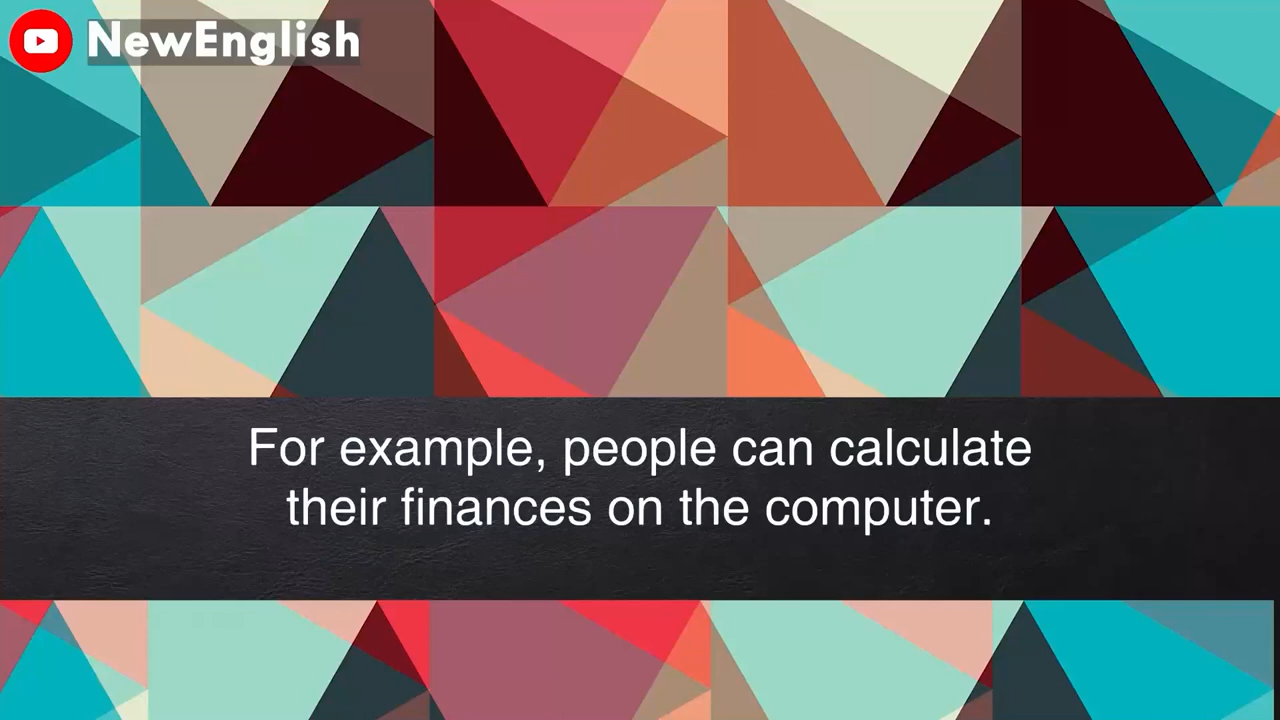 NewEnglish
For example, people can calculate
their finances on the computer.